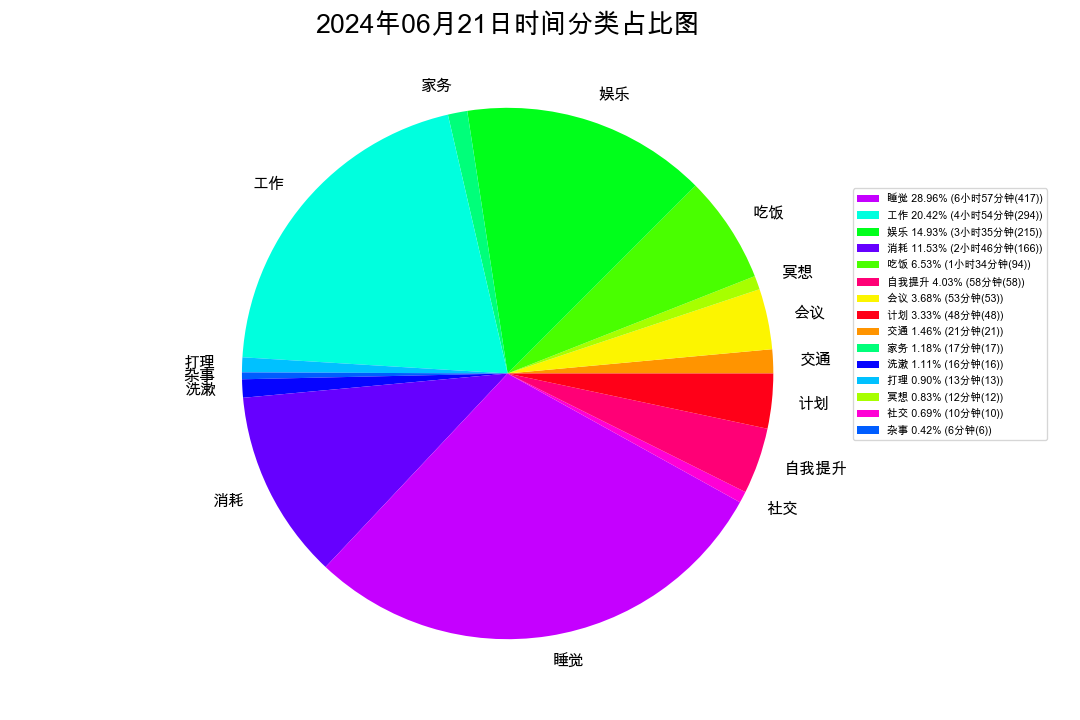 2024年06月21日时间分类占比图
家务
娱乐
工作
吃饭
冥想
会议
交通
计划
自我提升
社交
睡觉
消耗
打理
杂事
洗漱
睡觉 28.96% (6小时57分钟(417))
工作 20.42% (4小时54分钟(294))
娱乐 14.93% (3小时35分钟(215))
消耗 11.53% (2小时46分钟(166))
吃饭 6.53% (1小时34分钟(94))
自我提升 4.03% (58分钟(58))
会议 3.68% (53分钟(53))
计划 3.33% (48分钟(48))
交通 1.46% (21分钟(21))
家务 1.18% (17分钟(17))
洗漱 1.11% (16分钟(16))
打理 0.90% (13分钟(13))
冥想 0.83% (12分钟(12))
社交 0.69% (10分钟(10))
杂事 0.42% (6分钟(6))